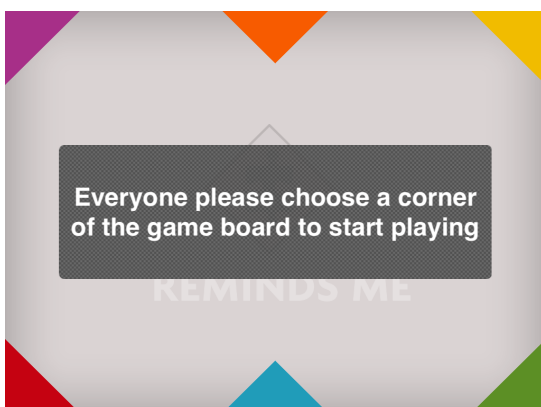 Everyone please choose a corner
of the game board to start playing
REMINDS ME